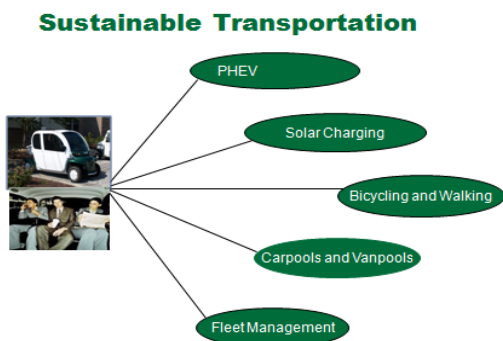 Sustainable Transportation
PHEV
Solar Charging
Bicycling and Walking
Carpools and Vanpools
Fleet Management